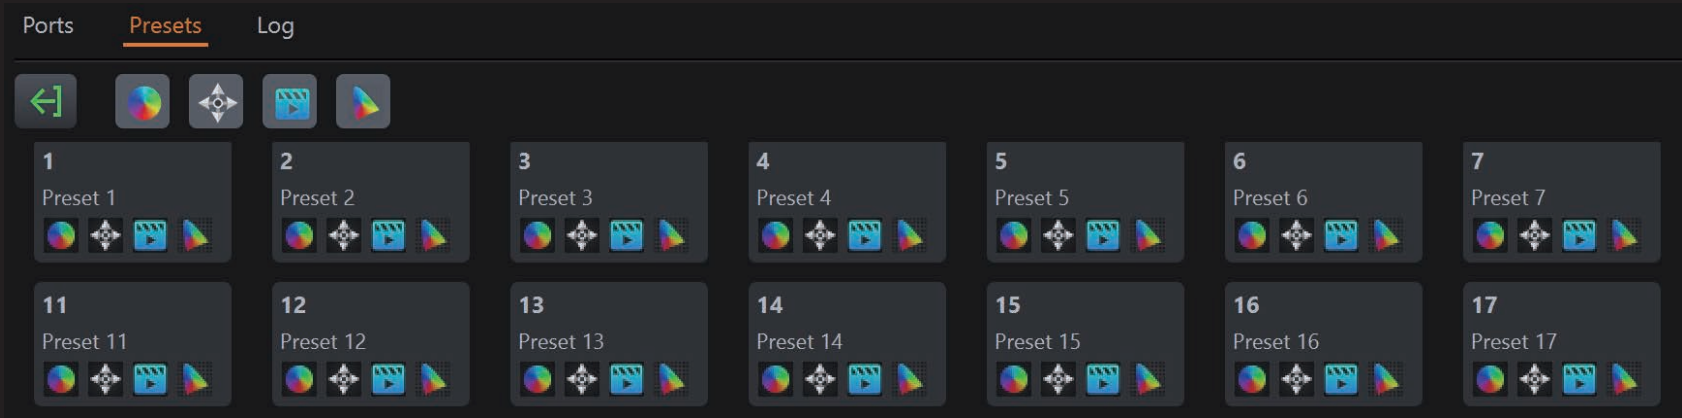 Ports Presets Log
1 2 3 4 5 6 7
Preset 1 Preset 2 Preset 3 Preset 4 Preset 5 Preset 6 Preset 7
11 12 13 14 15 16 17
Preset 11 Preset 12 Preset 13 Preset 14 Preset 15 Preset 16 Preset 17